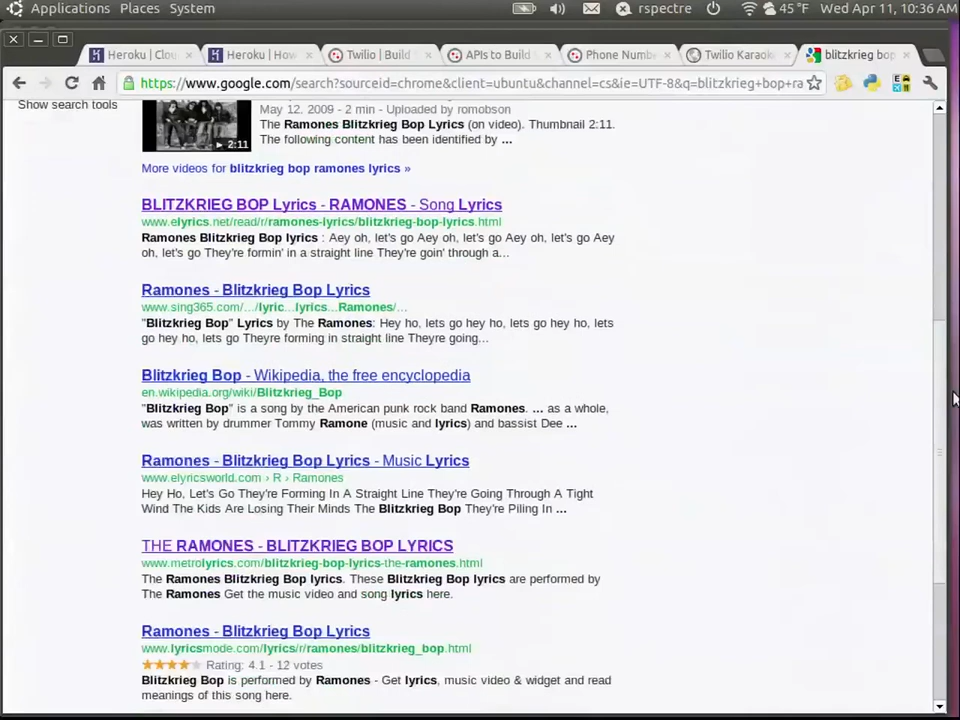 Applications Places System rspectre 45 °F Wed Apr 11, 10:36 AM
Heroku | Clou Heroku | How Twilio | Build APIs to Build Phone Numbe Twilio Karaok blitzkrieg bop
https://www.google.com/search?sourceid=chrome&client=ubuntu&channel=cs&ie=UTF-8&q=blitzkrieg+bop+ra
Show search tools
May 12, 2009 - 2 min - Uploaded by romobson
The Ramones Blitzkrieg Bop Lyrics (on video). Thumbnail 2:11.
The following content has been identified by ...
2:11
More videos for blitzkrieg bop ramones lyrics »
BLITZKRIEG BOP Lyrics - RAMONES - Song Lyrics
www.elyrics.net/read/r/ramones-lyrics/blitzkrieg-bop-lyrics.html
Ramones Blitzkrieg Bop lyrics : Aey oh, let's go Aey oh, let's go Aey oh, let's go Aey
oh, let's go They're formin' in a straight line They're goin' through a...
Ramones - Blitzkrieg Bop Lyrics
www.sing365.com/.../lyric...lyrics...Ramones/...
"Blitzkrieg Bop" Lyrics by The Ramones: Hey ho, lets go hey ho, lets go hey ho, lets
go hey ho, lets go Theyre forming in straight line Theyre going...
Blitzkrieg Bop - Wikipedia, the free encyclopedia
en.wikipedia.org/wiki/Blitzkrieg_Bop
"Blitzkrieg Bop" is a song by the American punk rock band Ramones. ... as a whole,
was written by drummer Tommy Ramone (music and lyrics) and bassist Dee ...
Ramones - Blitzkrieg Bop Lyrics - Music Lyrics
www.elyricsworld.com › R › Ramones
Hey Ho, Let's Go They're Forming In A Straight Line They're Going Through A Tight
Wind The Kids Are Losing Their Minds The Blitzkrieg Bop They're Piling In ...
THE RAMONES - BLITZKRIEG BOP LYRICS
www.metrolyrics.com/blitzkrieg-bop-lyrics-the-ramones.html
The Ramones Blitzkrieg Bop lyrics. These Blitzkrieg Bop lyrics are performed by
The Ramones Get the music video and song lyrics here.
Ramones - Blitzkrieg Bop Lyrics
www.lyricsmode.com/lyrics/r/ramones/blitzkrieg_bop.html
Rating: 4.1 - 12 votes
Blitzkrieg Bop is performed by Ramones - Get lyrics, music video & widget and read
meanings of this song here.